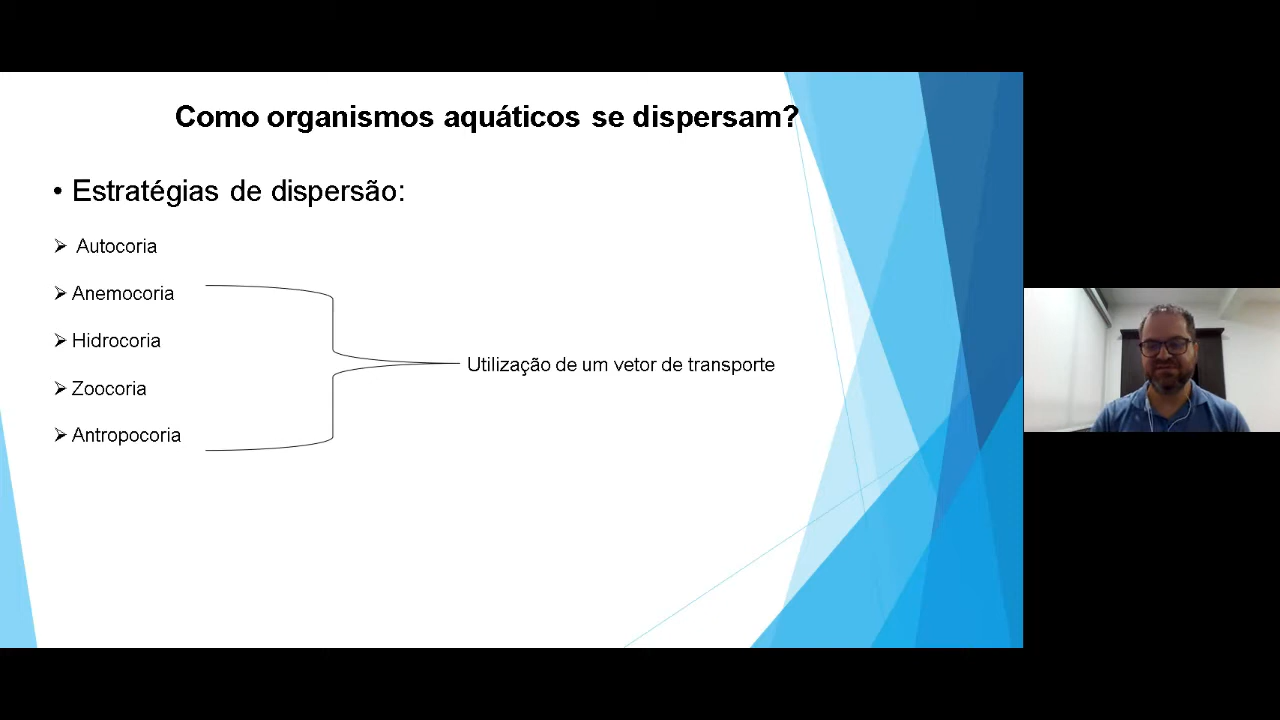 Como organismos aquáticos se dispersam?
• Estratégias de dispersão:
➢ Autocoria
➢ Anemocoria
➢ Hidrocoria
➢ Zoocoria
➢ Antropocoria
Utilização de um vetor de transporte